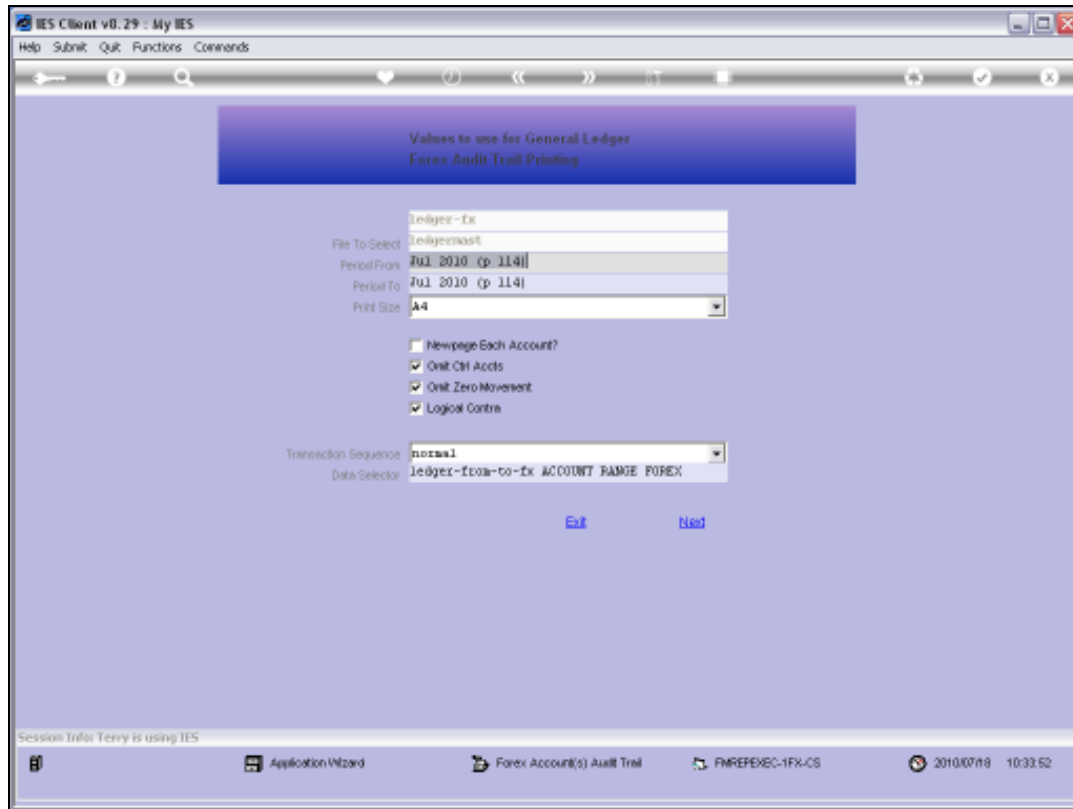 IES Client v8.29 : My IES
Help Submit Quit Functions Commands
Values to use for General Ledger
Forex Audit Trail Printing
ledger-fx
File To Select ledgermast
Period From Jul 2010 (p 114)
Period To Jul 2010 (p 114)
Print Size A4
Newpage Each Account?
Omit Ctrl Accts
Omit Zero Movement
Logical Contra
Transaction Sequence normal
Data Selector ledger-from-to-fx ACCOUNT RANGE FOREX
Exit Next
Session Info: Terry is using IES
Application Wizard Forex Account(s) Audit Trail FMREPEXEC-1FX-CS 2010/07/18 10:33:52